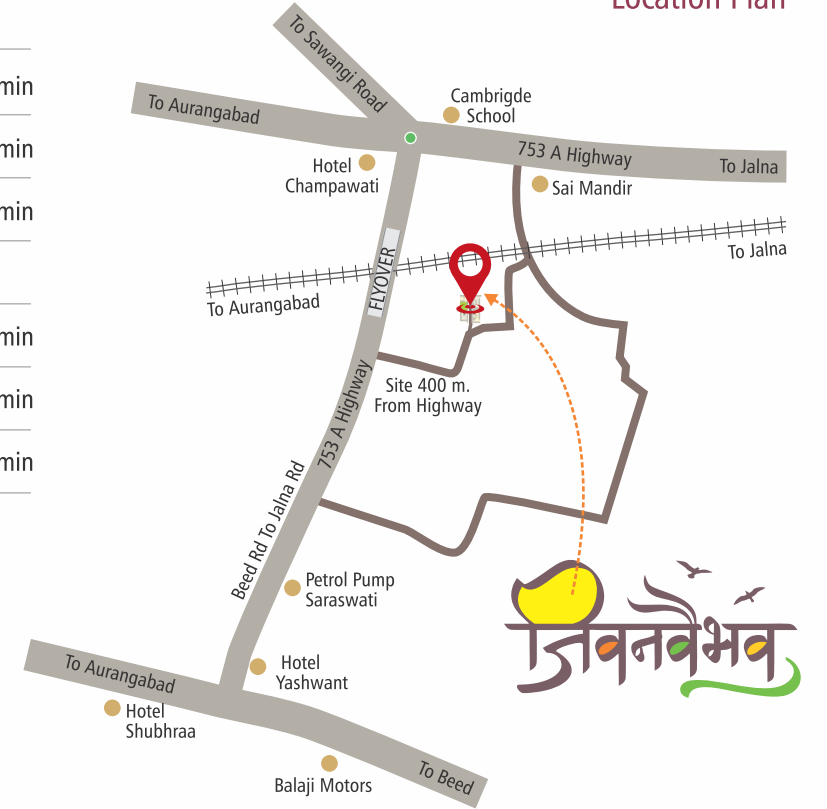 Location Plan
min
min
min
min
min
min
To Sawangi Road
To Aurangabad
Cambrigde
School
753 A Highway
To Jalna
Hotel
Champawati
Sai Mandir
To Jalna
FLYOVER
To Aurangabad
Site 400 m.
From Highway
753 A Highway
Beed Rd To Jalna Rd
Petrol Pump
Saraswati
जिवनवैभव
Hotel
Yashwant
To Aurangabad
Hotel
Shubhraa
Balaji Motors
To Beed